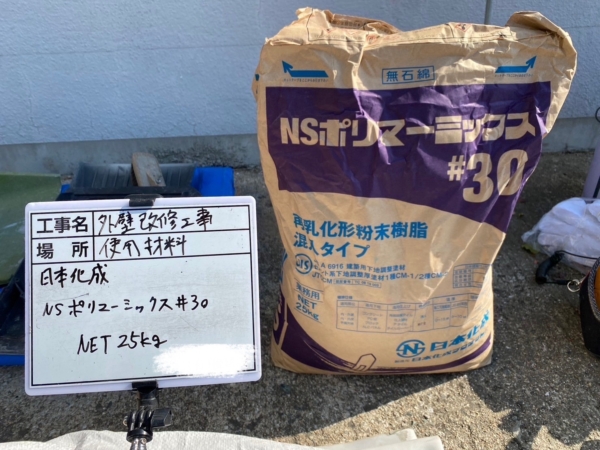 工事名 外壁改修工事
場所 使用材料
日本化成
NSポリマーミックス#30
NET 25kg
無石綿
NSポリマーミックス
#30
再乳化形粉末樹脂
混入タイプ
業務用
NET
25kg
日本化成